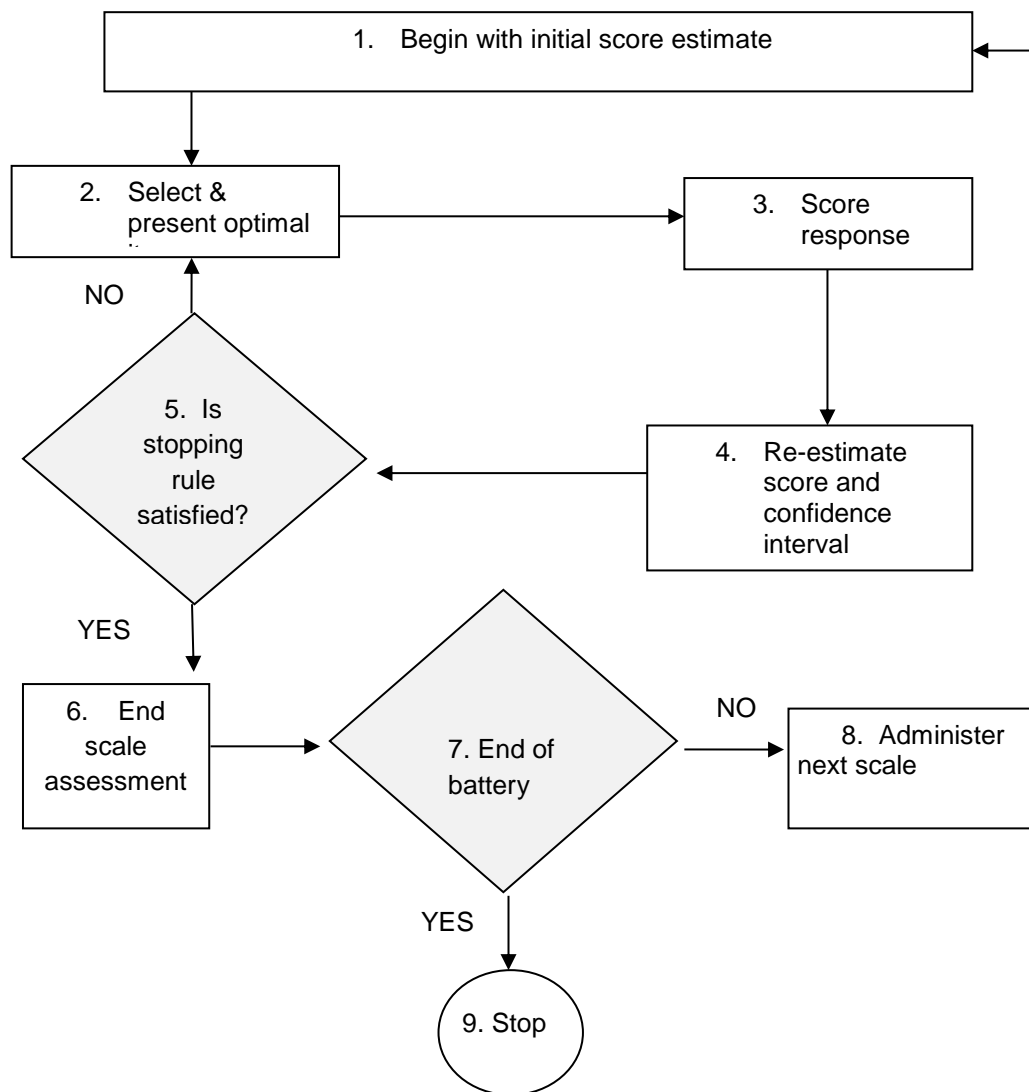 1. Begin with initial score estimate
2. Select &
present optimal
3. Score
response
NO
5. Is
stopping
rule
satisfied?
4. Re-estimate
score and
confidence
interval
YES
6. End
scale
assessment
7. End of
battery
NO
8. Administer
next scale
YES
9. Stop